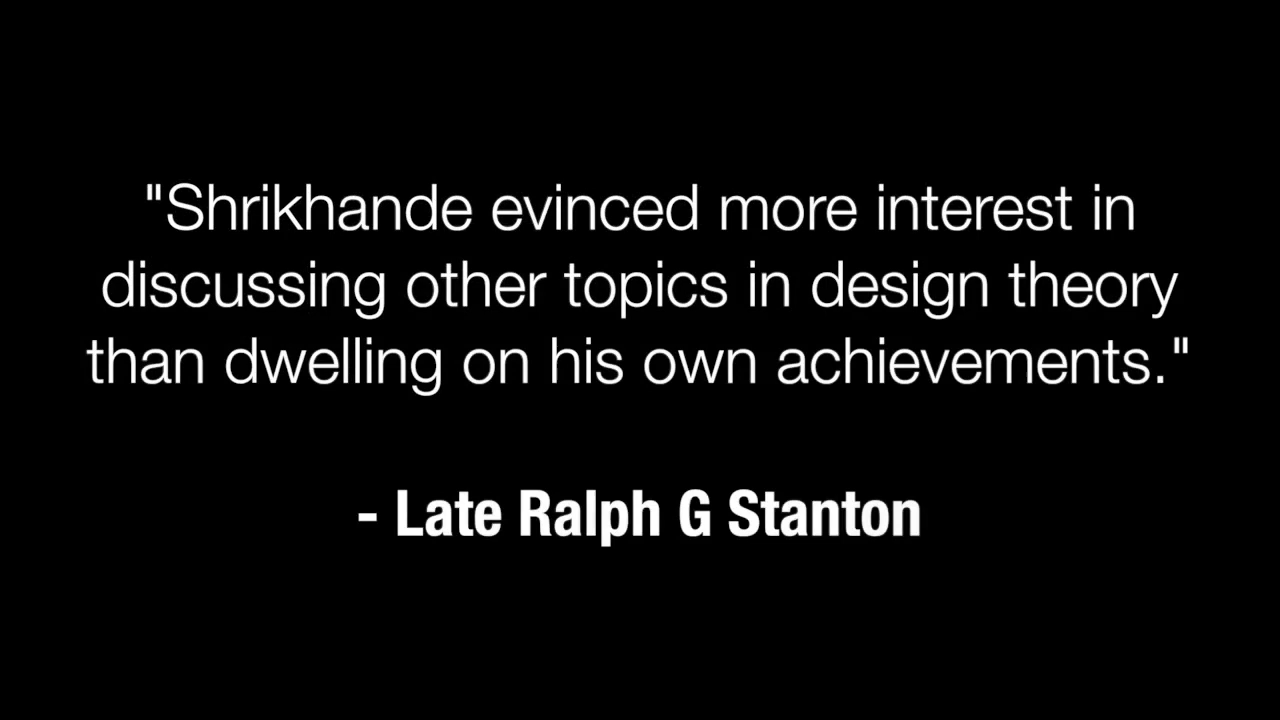 "Shrikhande evinced more interest in
discussing other topics in design theory
than dwelling on his own achievements."
- Late Ralph G Stanton